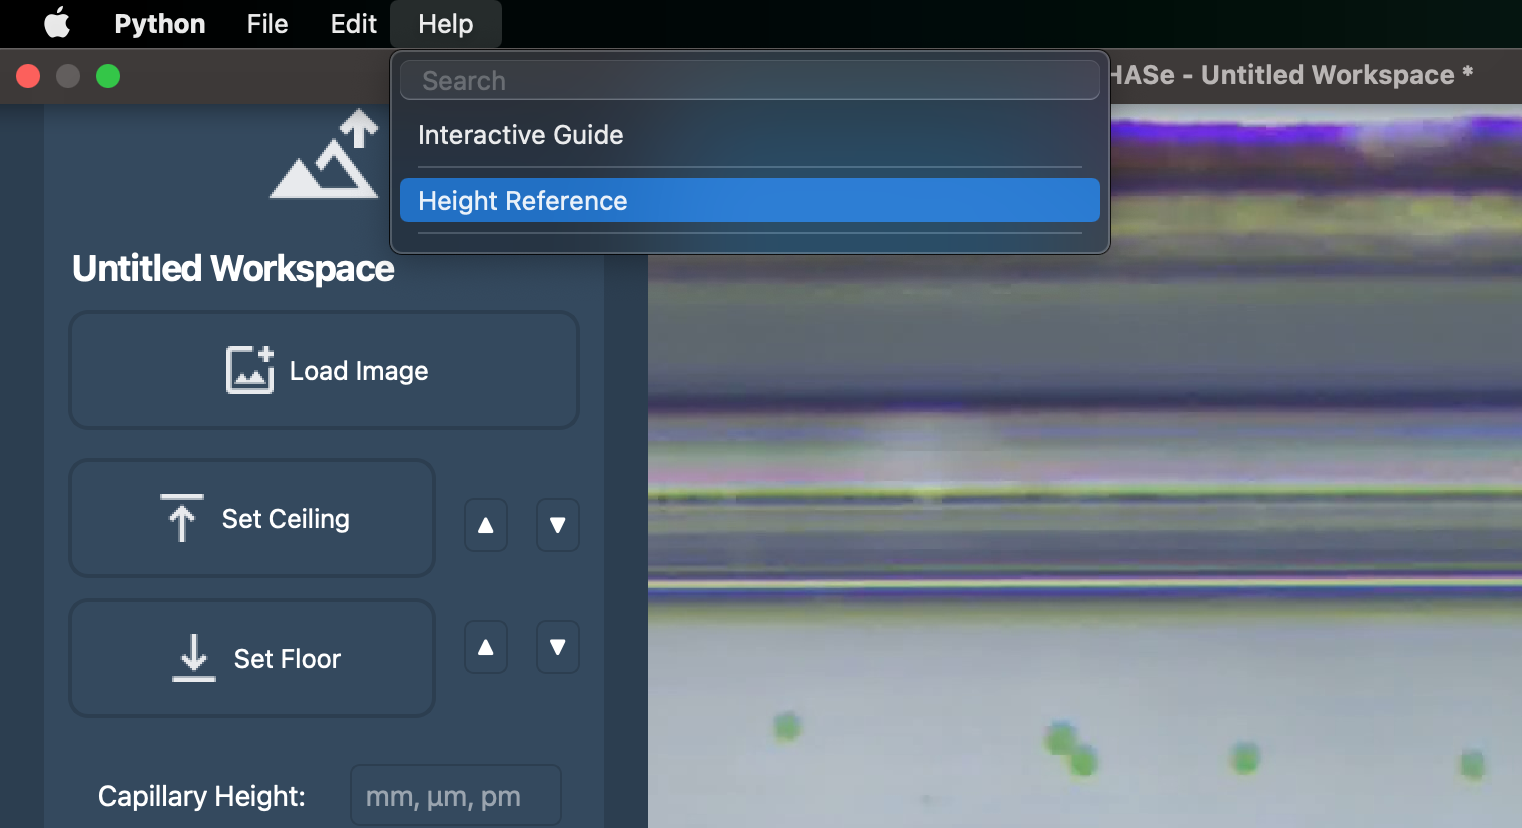 Python File Edit Help
Search
HASe - Untitled Workspace *
Interactive Guide
Height Reference
Untitled Workspace
Load Image
Set Ceiling
Set Floor
Capillary Height: mm, µm, pm